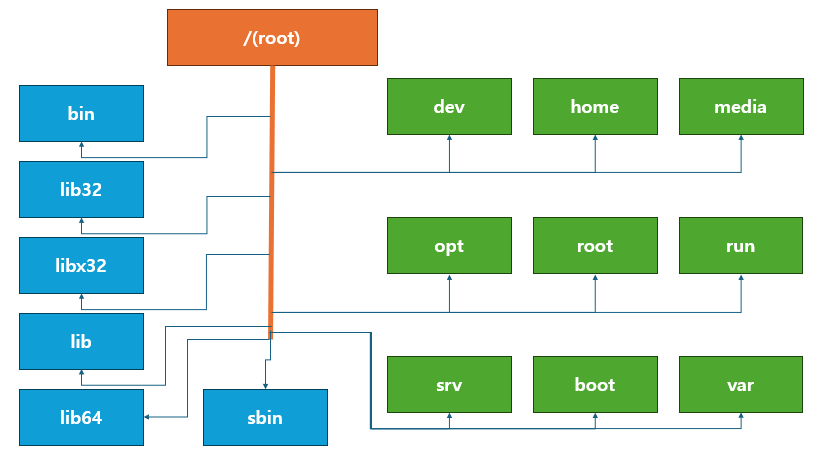 /(root)
bin
dev
home
media
lib32
libx32
opt
root
run
lib
lib64
sbin
srv
boot
var